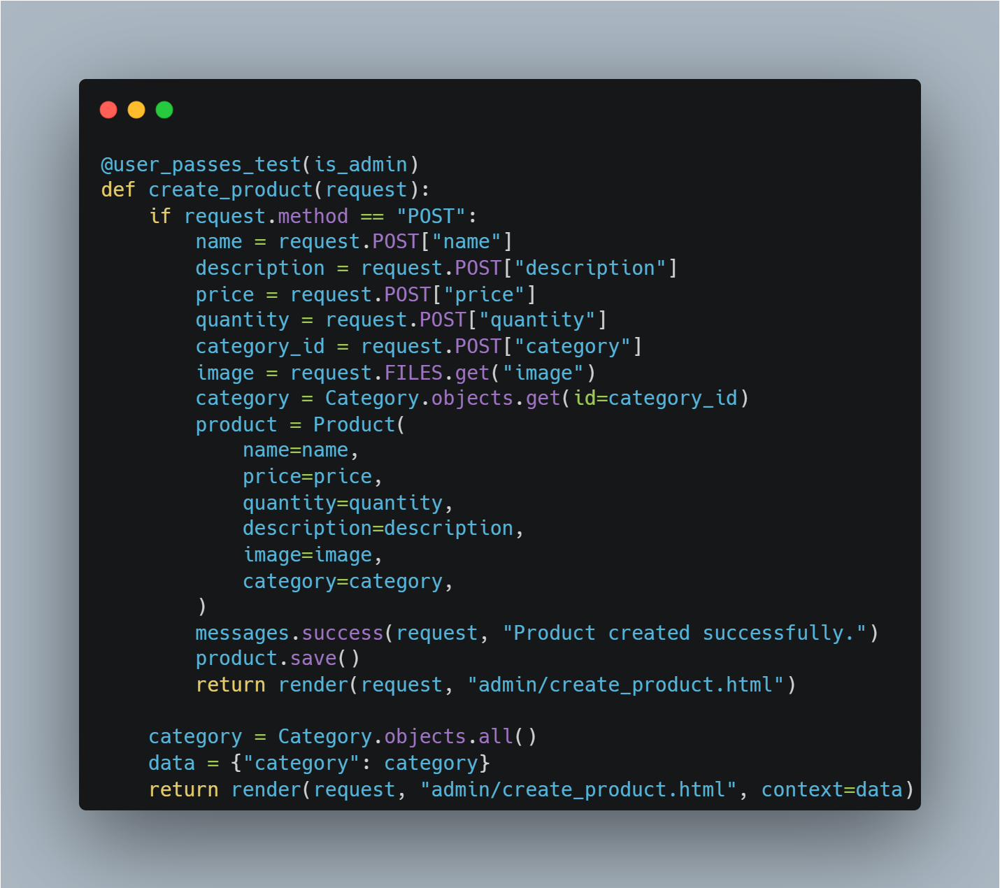 @user_passes_test(is_admin)
def create_product(request):
    if request.method == "POST":
        name = request.POST["name"]
        description = request.POST["description"]
        price = request.POST["price"]
        quantity = request.POST["quantity"]
        category_id = request.POST["category"]
        image = request.FILES.get("image")
        category = Category.objects.get(id=category_id)
        product = Product(
            name=name,
            price=price,
            quantity=quantity,
            description=description,
            image=image,
            category=category,
        )
        messages.success(request, "Product created successfully.")
        product.save()
        return render(request, "admin/create_product.html")

    category = Category.objects.all()
    data = {"category": category}
    return render(request, "admin/create_product.html", context=data)